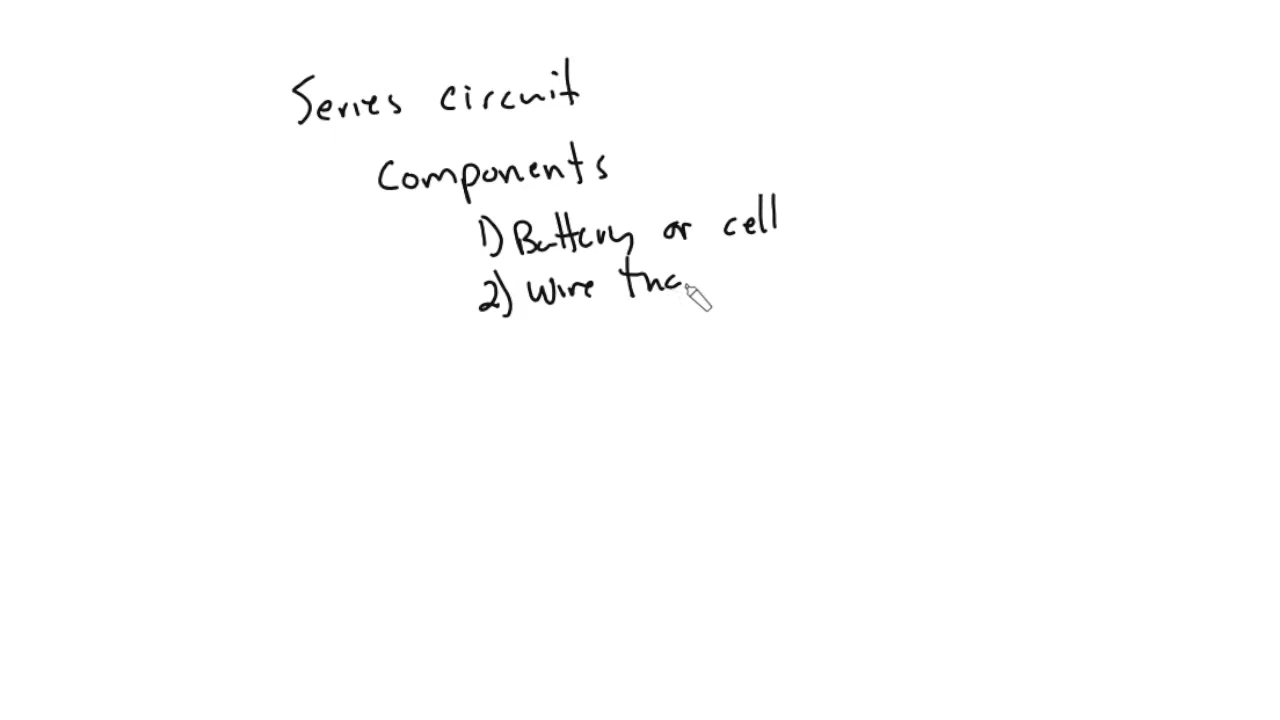 Series circuit
Components
1) Battery or cell
2) Wire